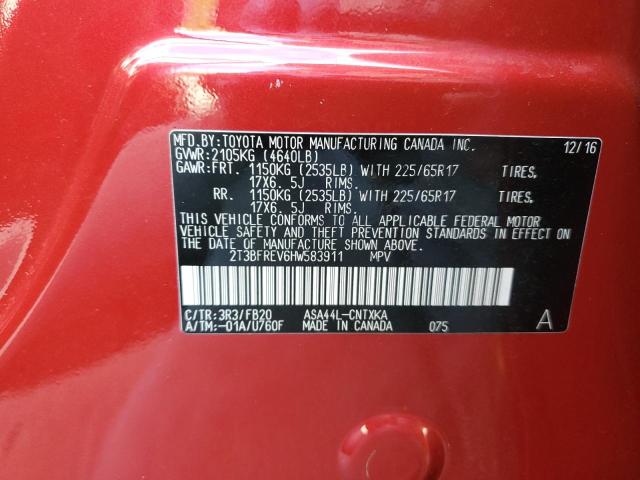 MFD.BY:TOYOTA MOTOR MANUFACTURING CANADA INC. 12/16
GVWR:2105KG (4640LB)
GAWR:FRT. 1150KG (2535LB) WITH 225/65R17 TIRES,
17X6.5J RIMS.
RR. 1150KG (2535LB) WITH 225/65R17 TIRES,
17X6.5J RIMS.
THIS VEHICLE CONFORMS TO ALL APPLICABLE FEDERAL MOTOR
VEHICLE SAFETY AND THEFT PREVENTION STANDARDS IN EFFECT ON
THE DATE OF MANUFACTURE SHOWN ABOVE.
2T3BFREV6HW583911 MPV
C/TR:3R3/FB20 ASA44L-CNTXKA
A/TM:-01A/U760F MADE IN CANADA 075 A